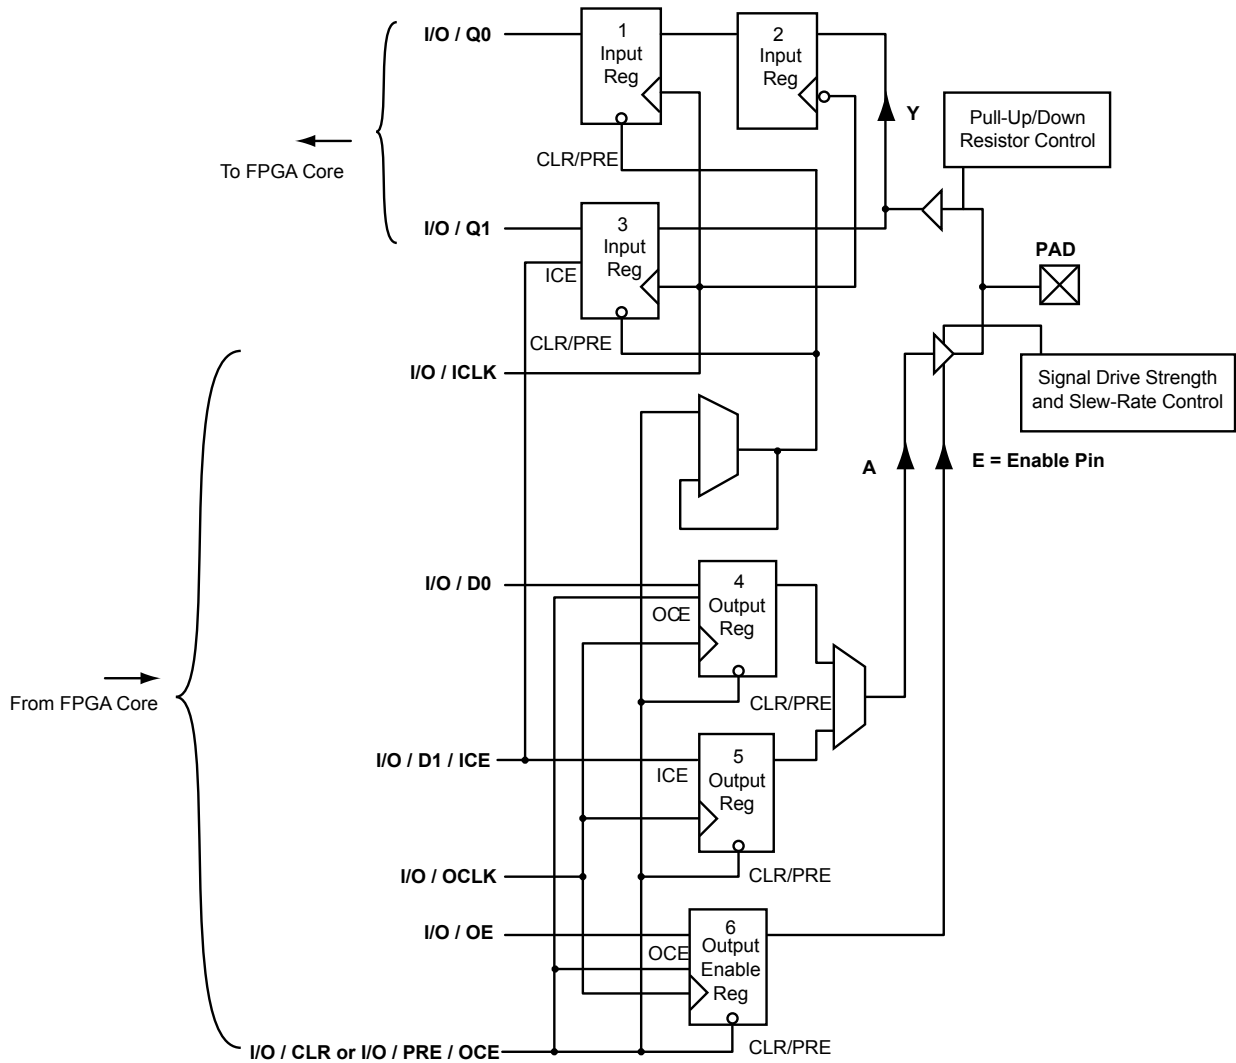 I/O / Q0
1
Input
Reg
2
Input
Reg
Y
Pull-Up/Down
Resistor Control
CLR/PRE
To FPGA Core
I/O / Q1
3
Input
Reg
ICE
PAD
CLR/PRE
I/O / ICLK
Signal Drive Strength
and Slew-Rate Control
A
E = Enable Pin
I/O / D0
4
Output
Reg
OCE
From FPGA Core
CLR/PRE
I/O / D1 / ICE
5
Output
Reg
ICE
I/O / OCLK
CLR/PRE
I/O / OE
6
Output
Enable
Reg
OCE
I/O / CLR or I/O / PRE / OCE
CLR/PRE